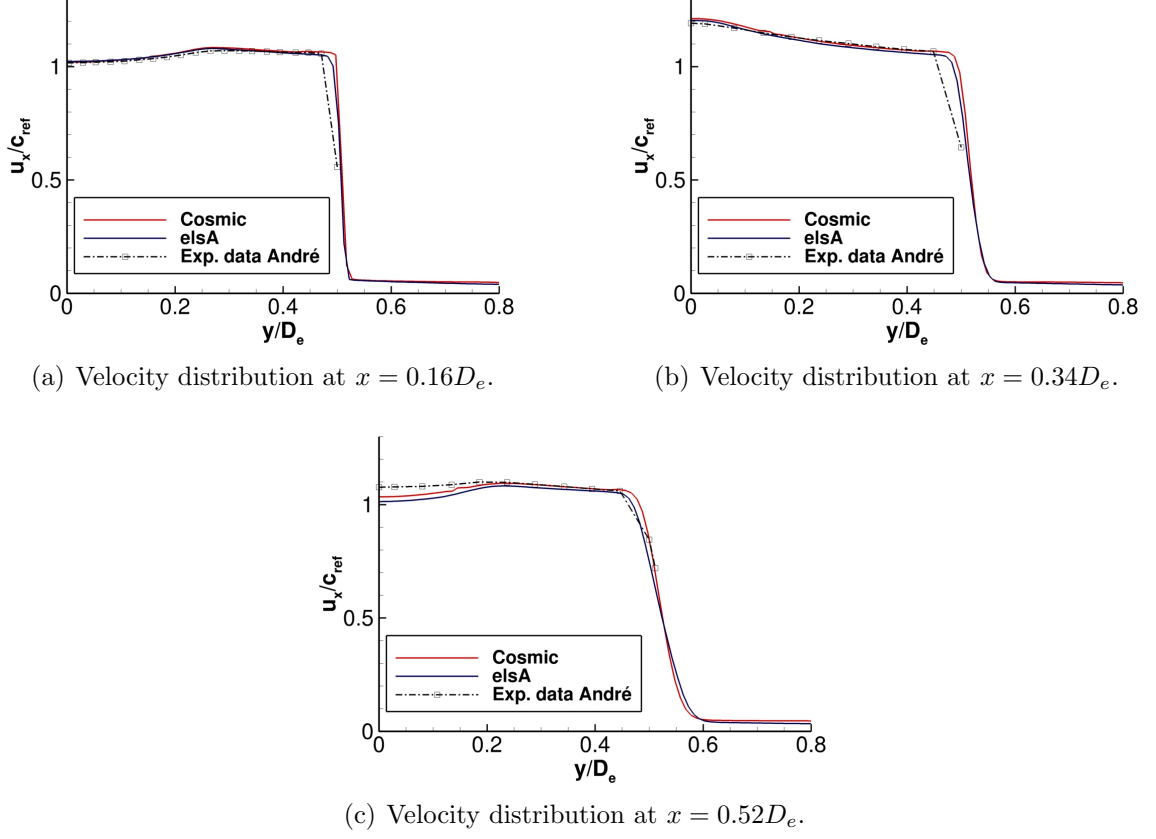 u_x/c_ref
1
0.5
0
Cosmic
elsA
Exp. data André
0 0.2 0.4 0.6 0.8
y/D_e
(a) Velocity distribution at x = 0.16D_e.
u_x/c_ref
1
0.5
0
Cosmic
elsA
Exp. data André
0 0.2 0.4 0.6 0.8
y/D_e
(b) Velocity distribution at x = 0.34D_e.
u_x/c_ref
1
0.5
0
Cosmic
elsA
Exp. data André
0 0.2 0.4 0.6 0.8
y/D_e
(c) Velocity distribution at x = 0.52D_e.